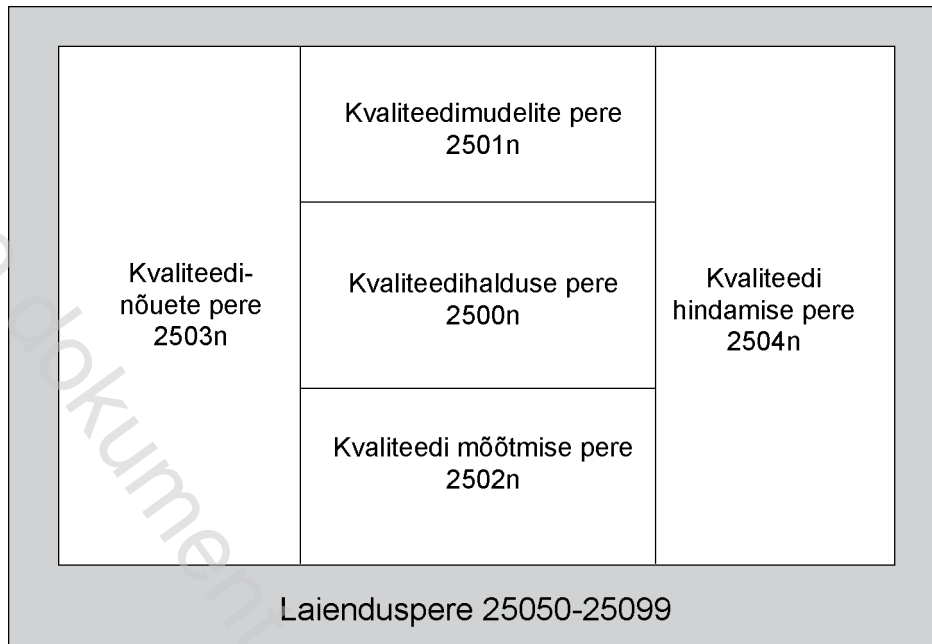 Kvaliteedimudelite pere
2501n
Kvaliteedi-
nõuete pere
2503n
Kvaliteedihalduse pere
2500n
Kvaliteedi
hindamise pere
2504n
Kvaliteedi mõõtmise pere
2502n
Laienduspere 25050-25099
dokument